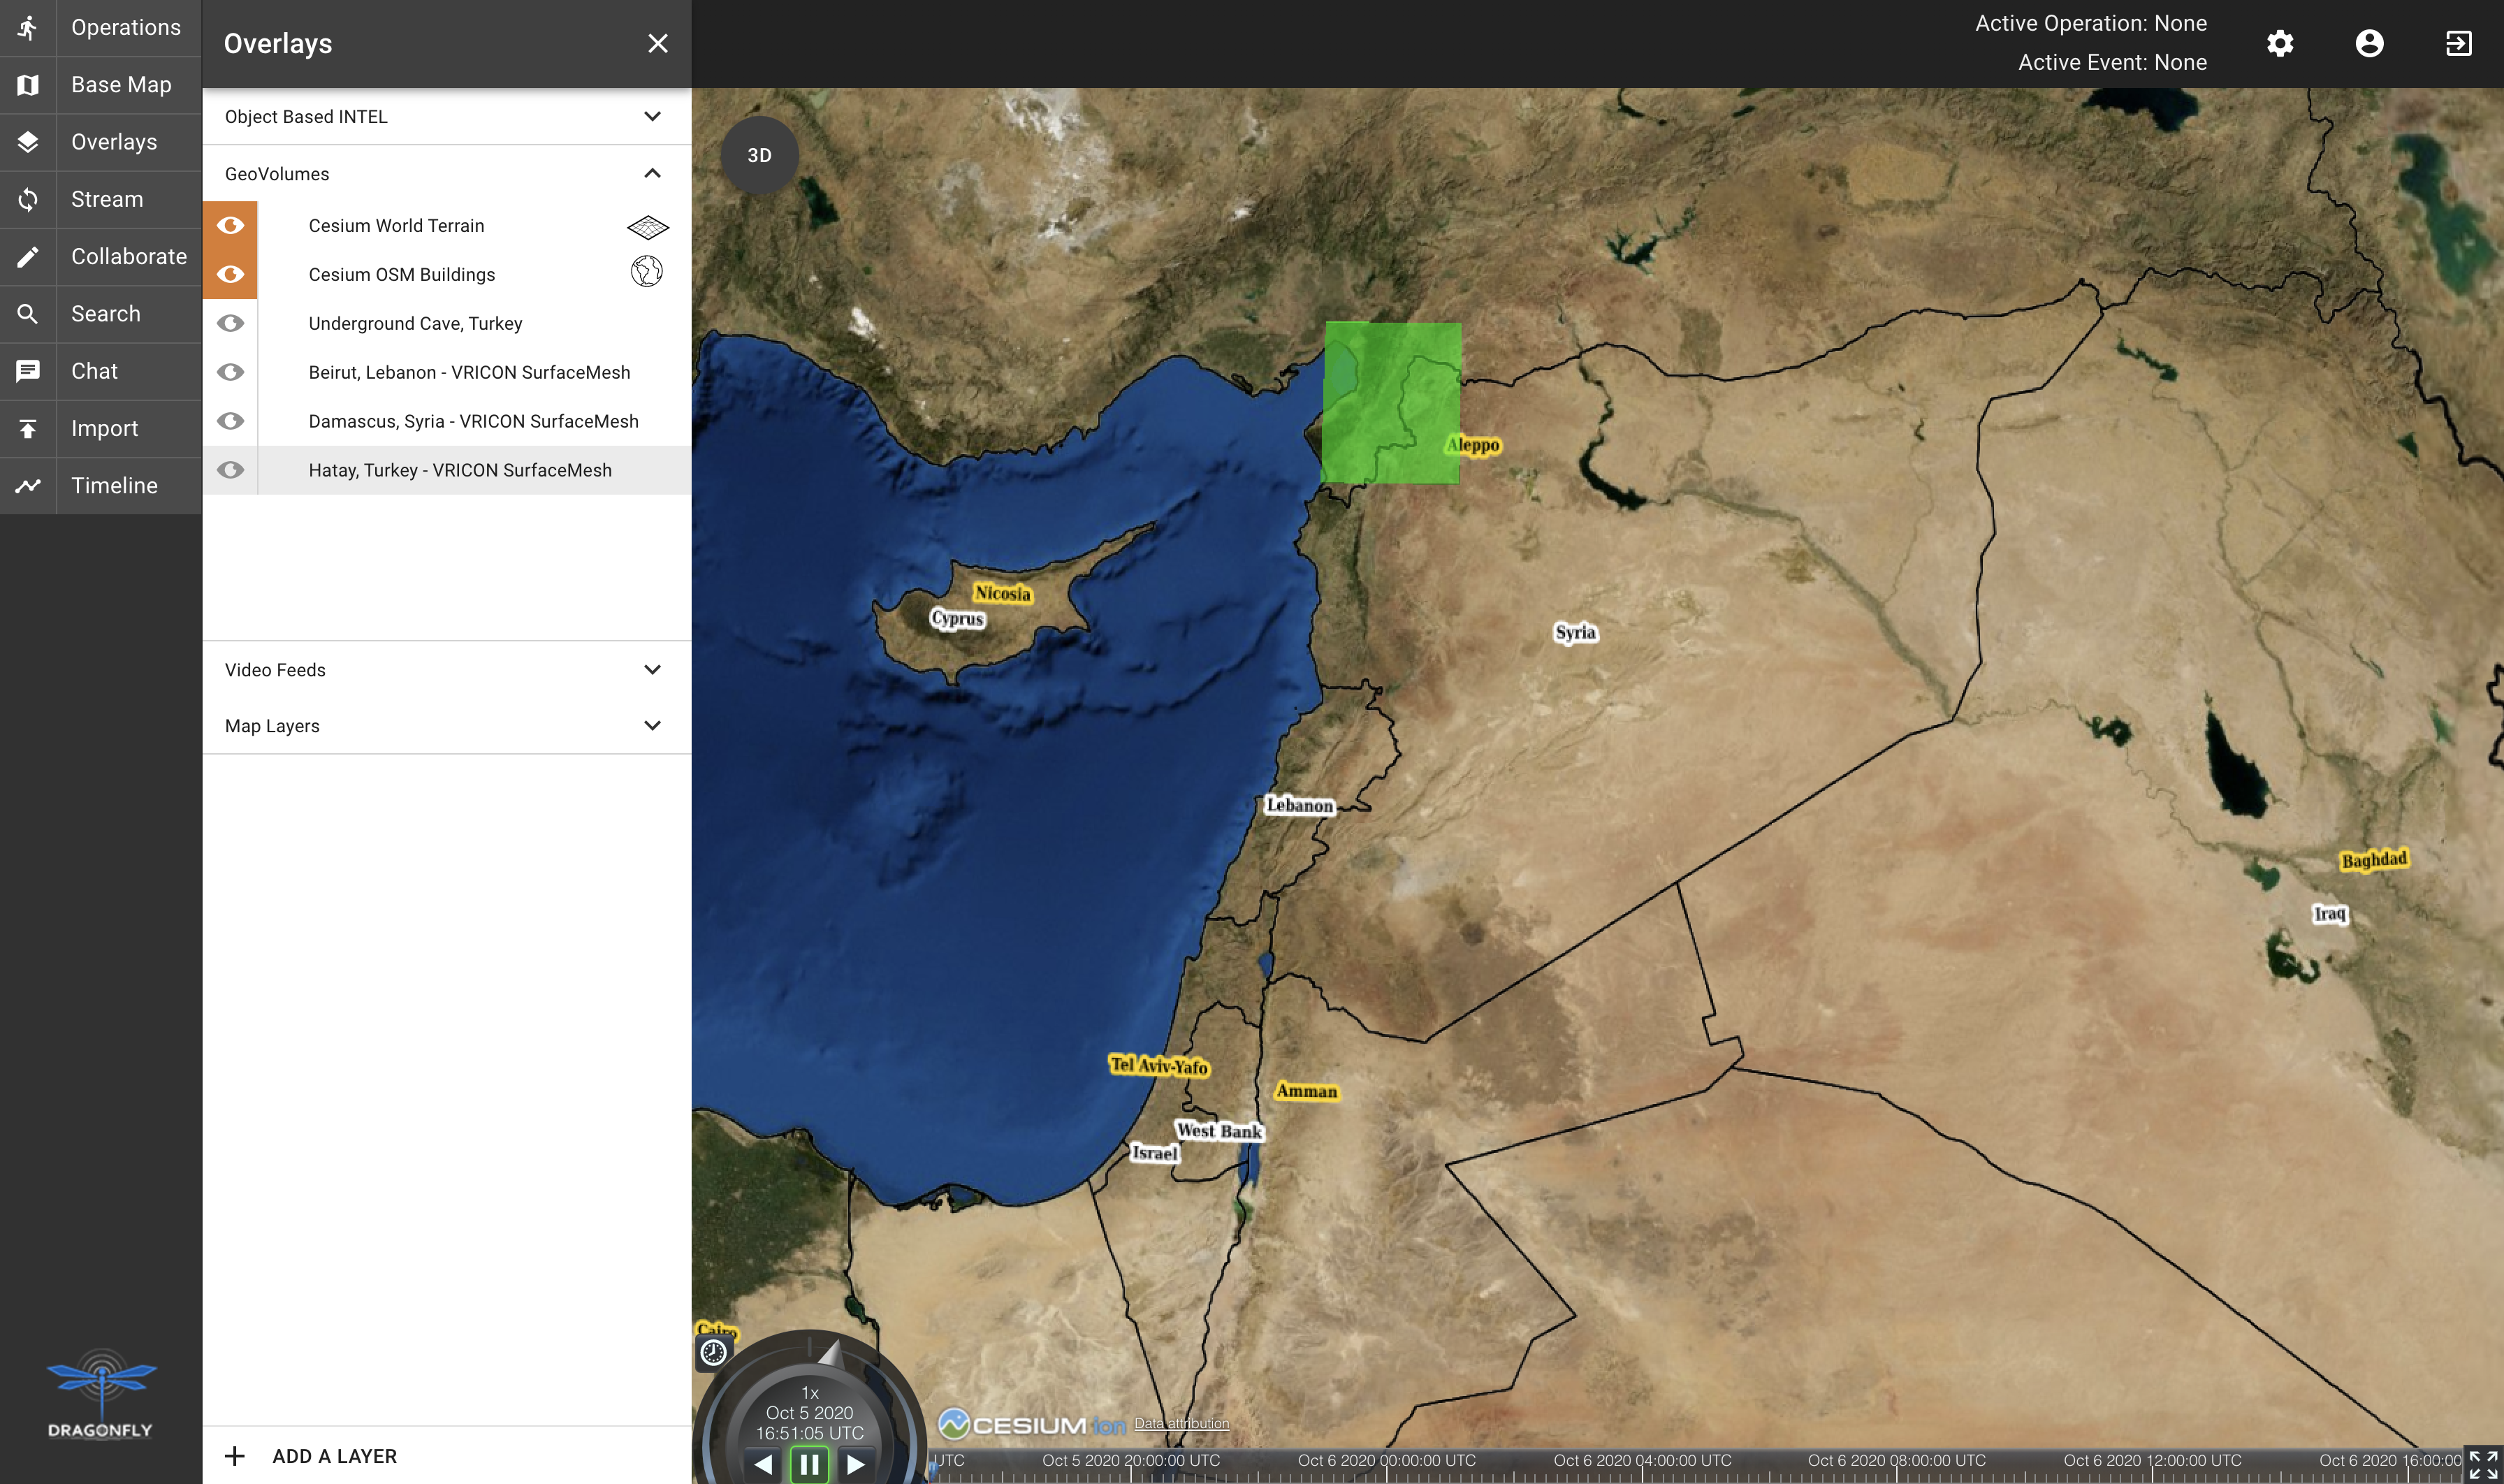 Operations
Base Map
Overlays
Stream
Collaborate
Search
Chat
Import
Timeline
DRAGONFLY
Overlays
Object Based INTEL
GeoVolumes
Cesium World Terrain
Cesium OSM Buildings
Underground Cave, Turkey
Beirut, Lebanon - VRICON SurfaceMesh
Damascus, Syria - VRICON SurfaceMesh
Hatay, Turkey - VRICON SurfaceMesh
Video Feeds
Map Layers
ADD A LAYER
Active Operation: None
Active Event: None
3D
Aleppo
Nicosia
Cyprus
Syria
Lebanon
Baghdad
Iraq
Tel Aviv-Yafo
Amman
West Bank
Israel
Cairo
1x
Oct 5 2020
16:51:05 UTC
CESIUM ion Data attribution
UTC Oct 5 2020 20:00:00 UTC Oct 6 2020 00:00:00 UTC Oct 6 2020 04:00:00 UTC Oct 6 2020 08:00:00 UTC Oct 6 2020 12:00:00 UTC Oct 6 2020 16:00:00